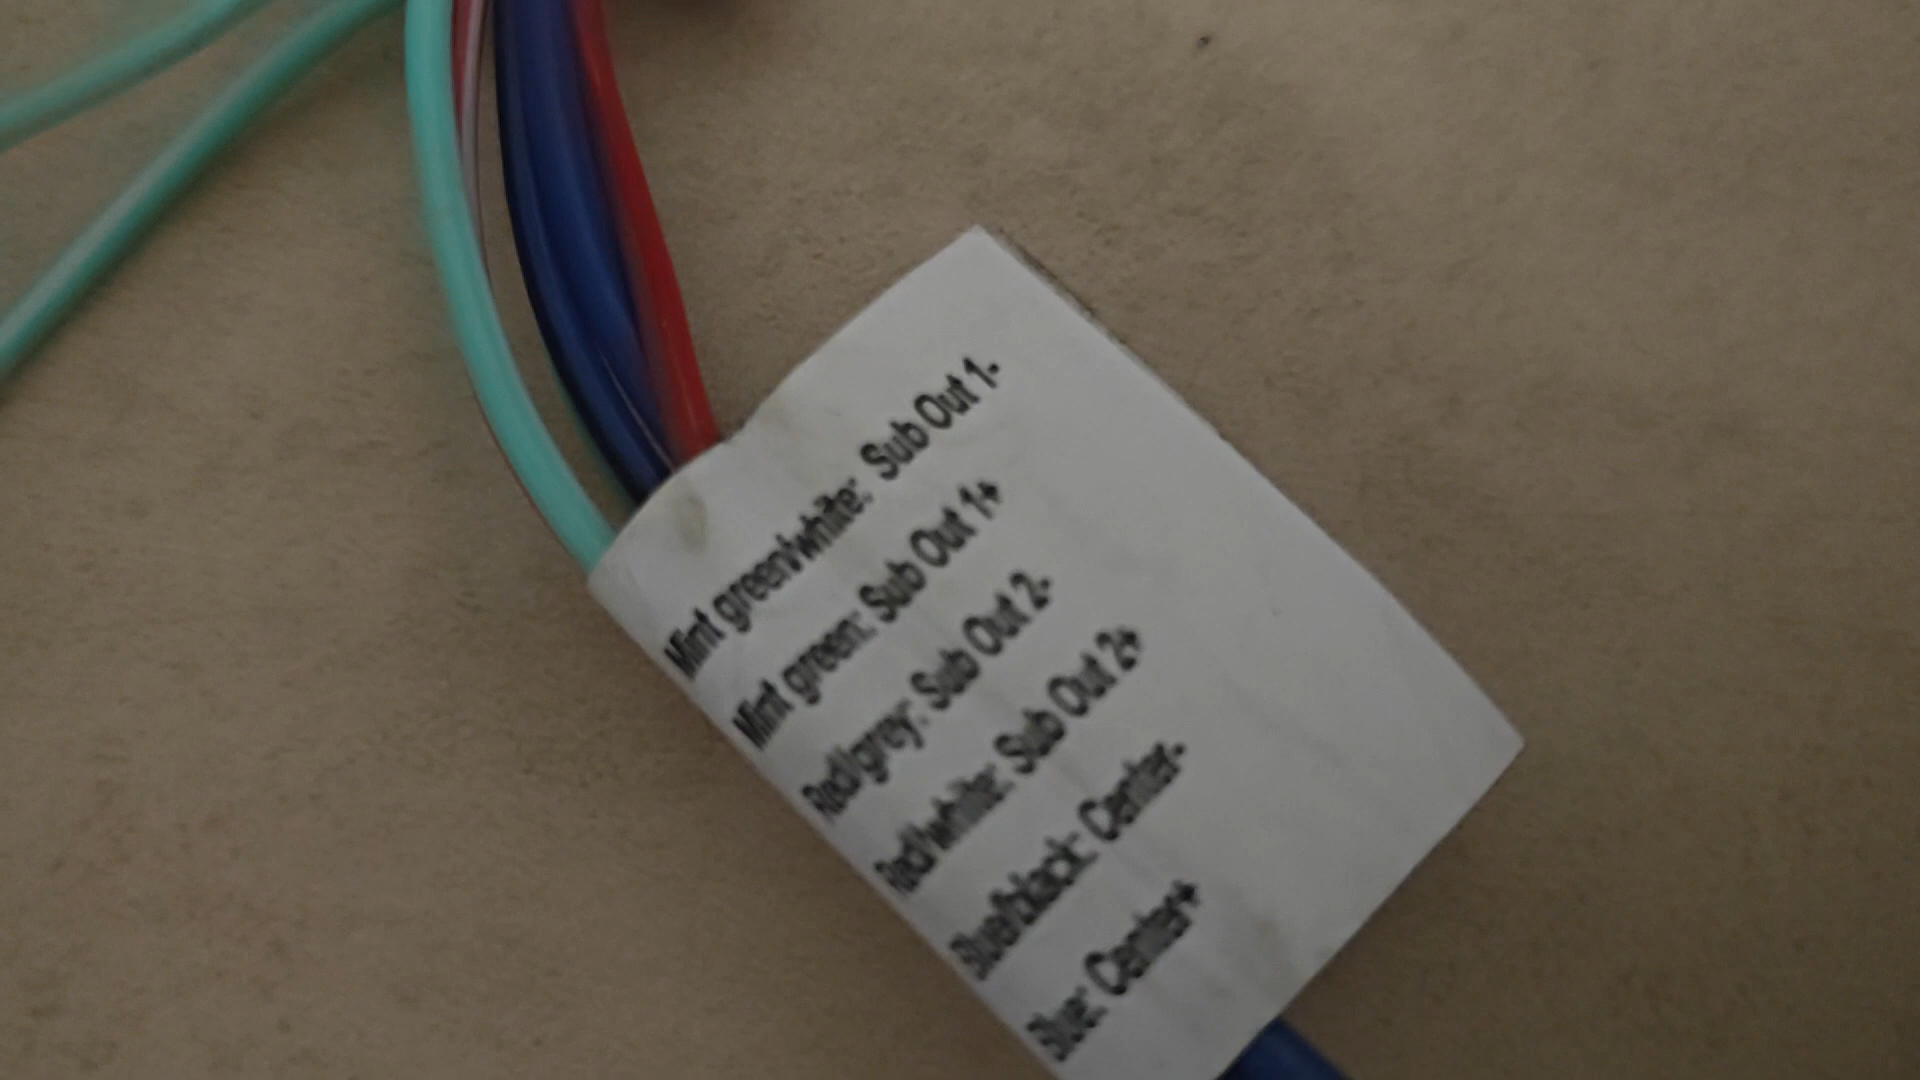 Mint green/white: Sub Out 1-
Mint green: Sub Out 1+
Red/grey: Sub Out 2-
Red/white: Sub Out 2+
Blue/black: Center-
Blue: Center+